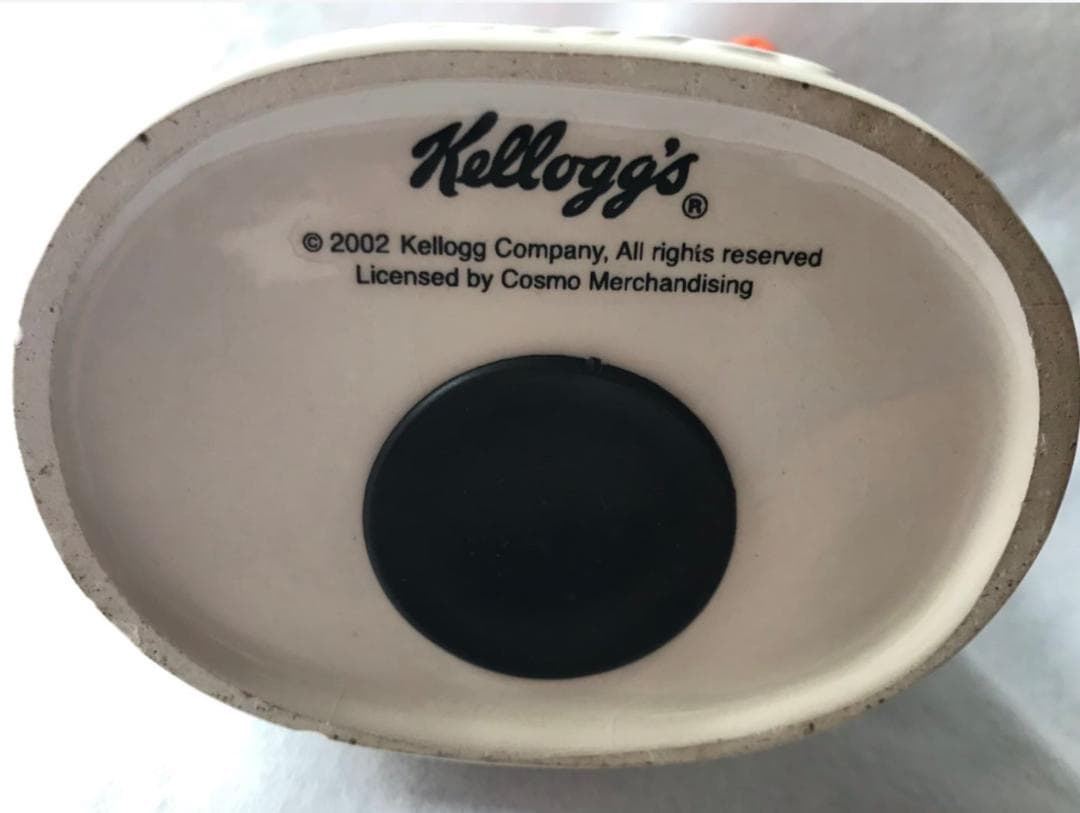 Kellogg's®
© 2002 Kellogg Company, All rights reserved
Licensed by Cosmo Merchandising